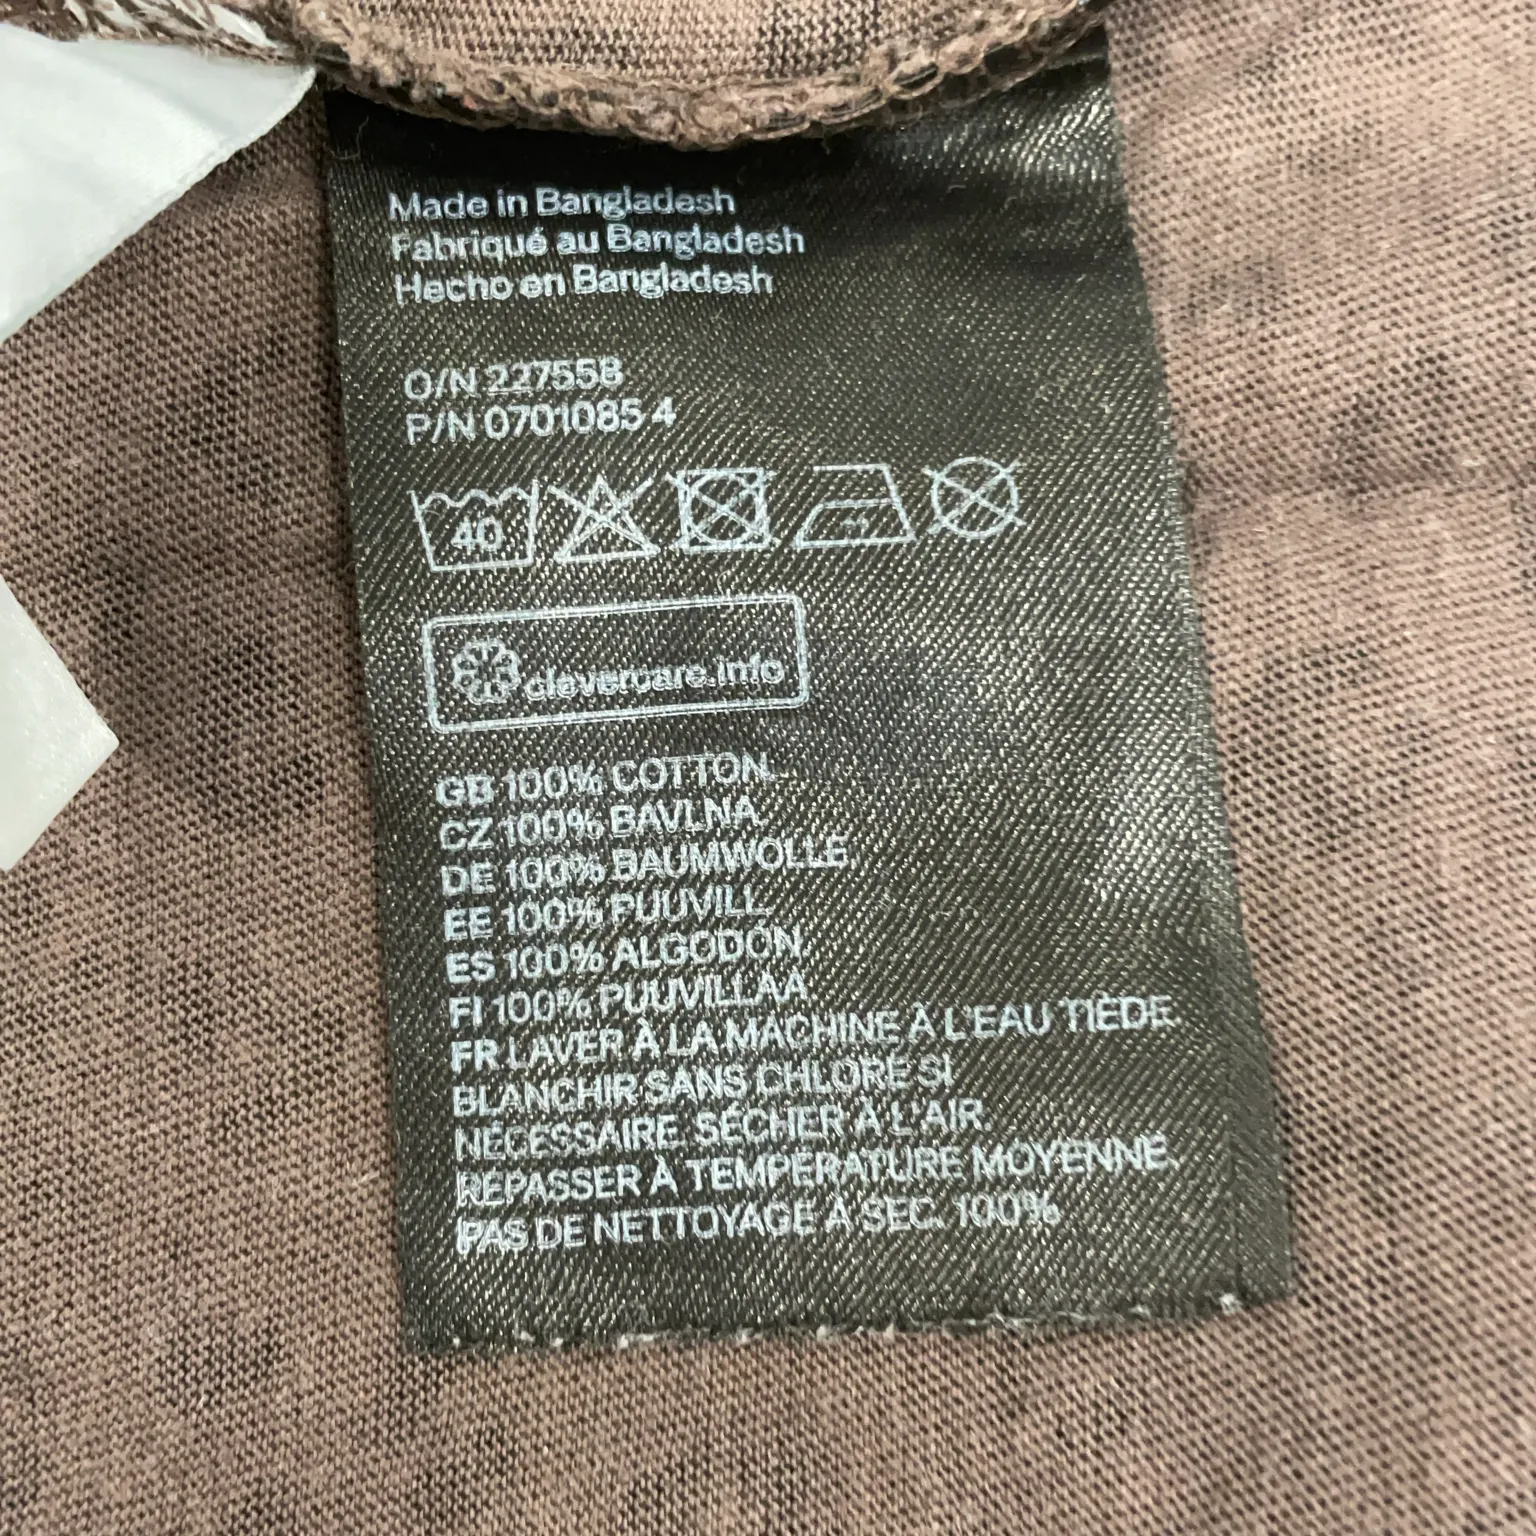 Made in Bangladesh
Fabriqué au Bangladesh
Hecho en Bangladesh
O/N 227558
P/N 0701085 4
40
clevercare.info
GB 100% COTTON.
CZ 100% BAVLNA.
DE 100% BAUMWOLLE.
EE 100% PUUVILL.
ES 100% ALGODÓN.
FI 100% PUUVILLAA.
FR LAVER À LA MACHINE À L'EAU TIÈDE.
BLANCHIR SANS CHLORE SI
NÉCESSAIRE. SÉCHER À L'AIR.
REPASSER À TEMPÉRATURE MOYENNE.
PAS DE NETTOYAGE À SEC. 100%